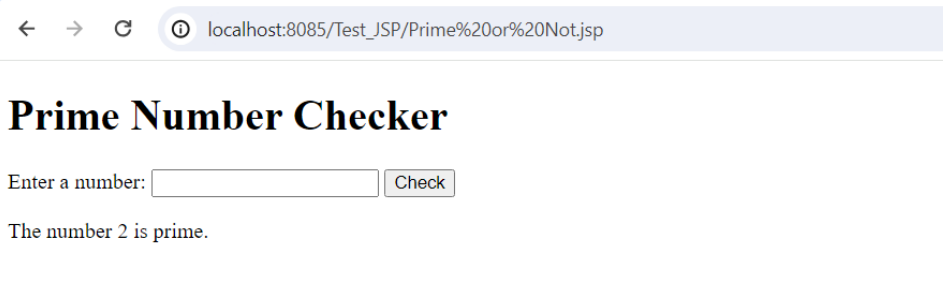 localhost:8085/Test_JSP/Prime%20or%20Not.jsp
Prime Number Checker
Enter a number: Check
The number 2 is prime.